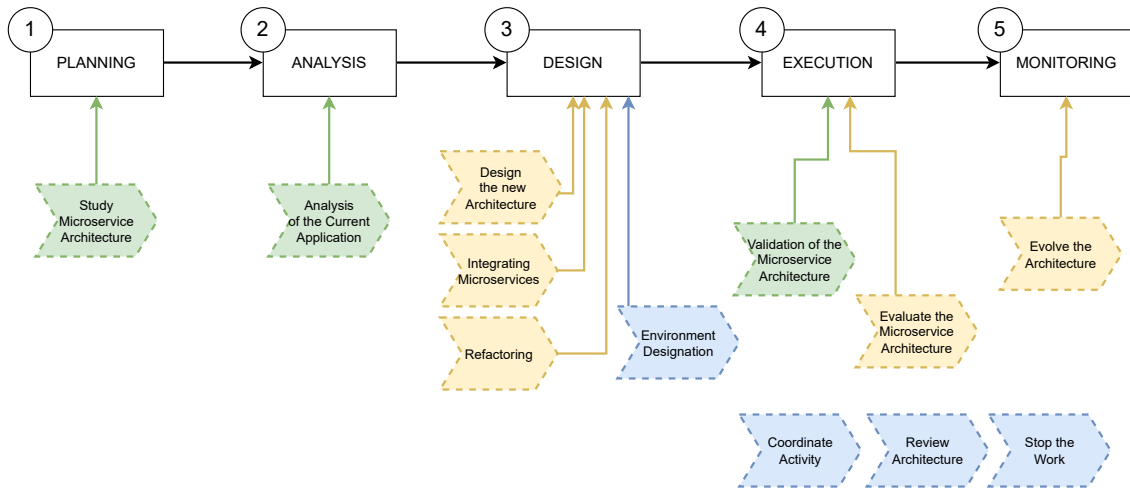 1
PLANNING
2
ANALYSIS
3
DESIGN
4
EXECUTION
5
MONITORING
Study
Microservice
Architecture
Analysis
of the Current
Application
Design
the new
Architecture
Integrating
Microservices
Refactoring
Environment
Designation
Validation of the
Microservice
Architecture
Evaluate the
Microservice
Architecture
Evolve the
Architecture
Coordinate
Activity
Review
Architecture
Stop the
Work